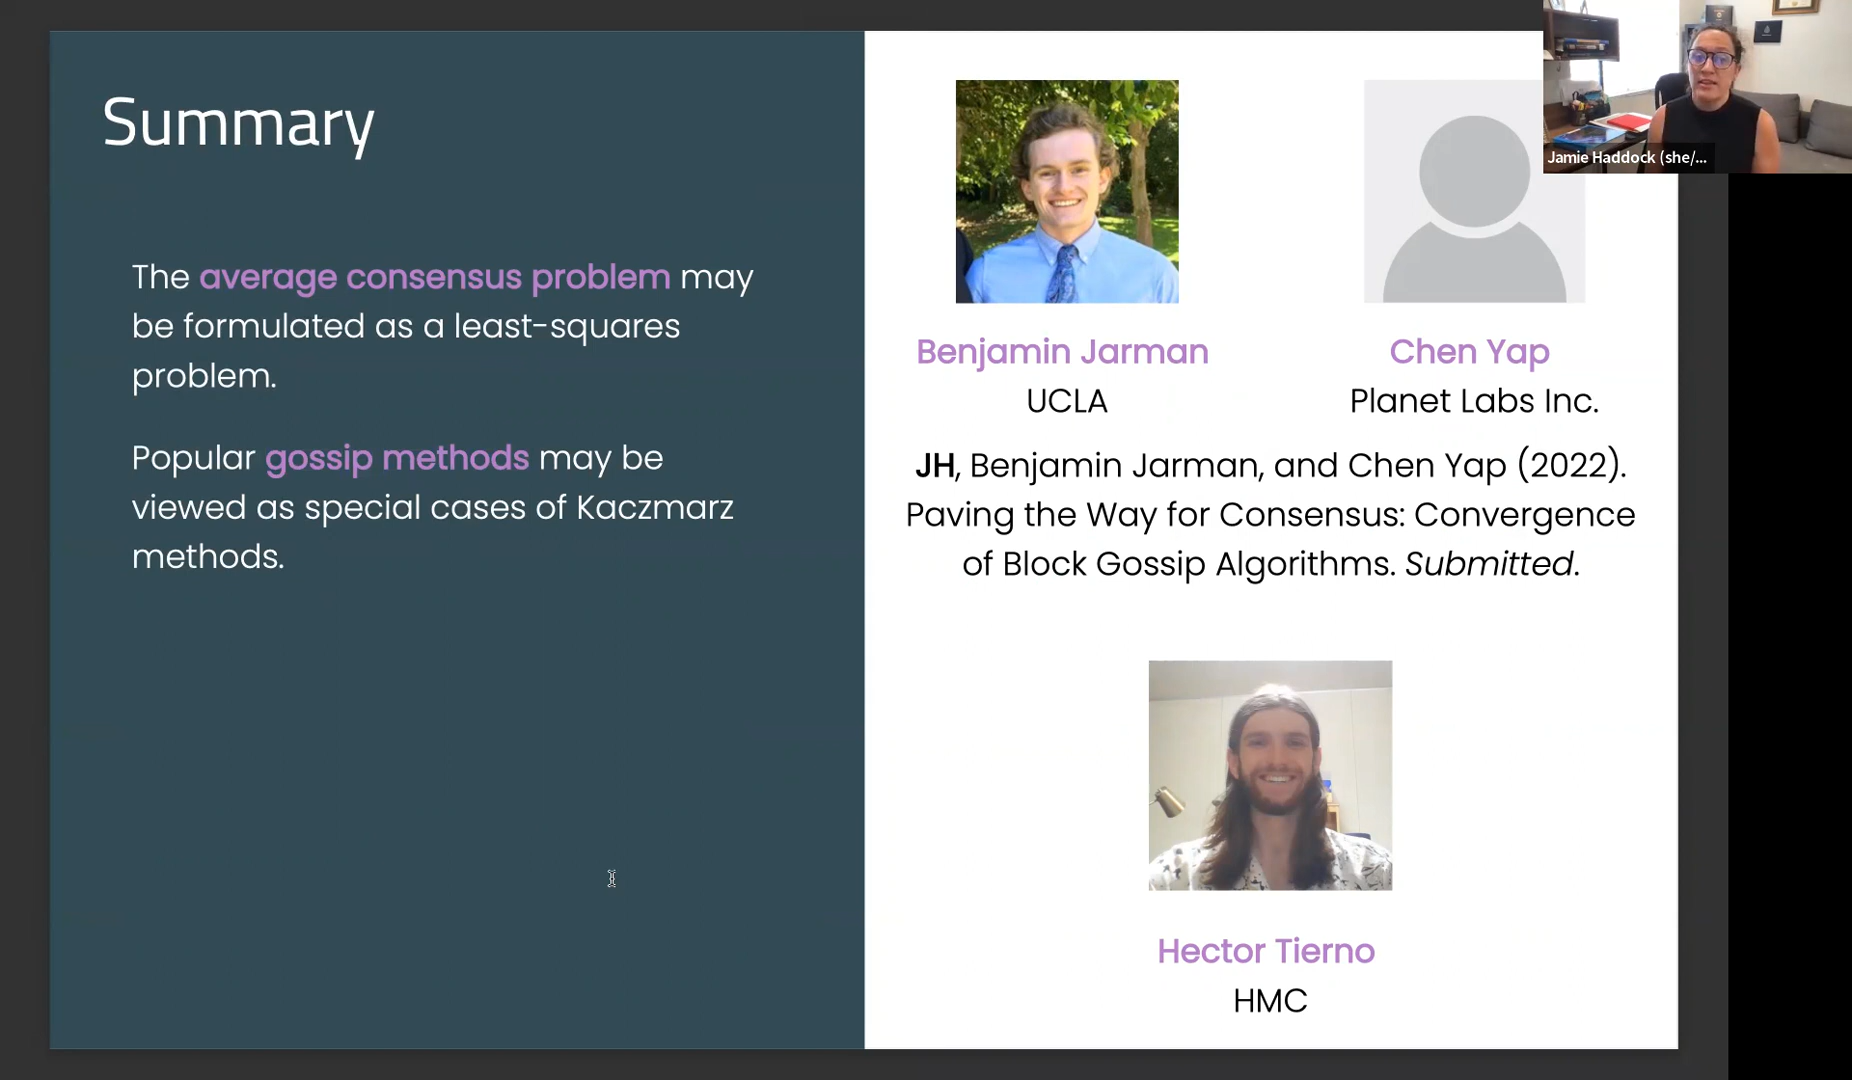 Summary
The average consensus problem may
be formulated as a least-squares
problem.
Popular gossip methods may be
viewed as special cases of Kaczmarz
methods.
Benjamin Jarman
UCLA
Chen Yap
Planet Labs Inc.
JH, Benjamin Jarman, and Chen Yap (2022).
Paving the Way for Consensus: Convergence
of Block Gossip Algorithms. Submitted.
Hector Tierno
HMC
Jamie Haddock (she/...